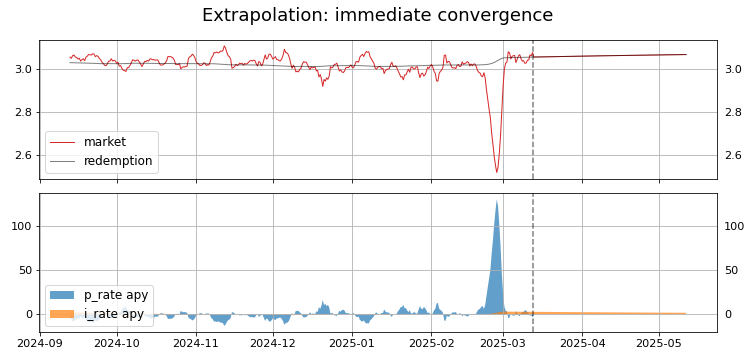 Extrapolation: immediate convergence
3.0 3.0
2.8 2.8
2.6 2.6
market
redemption
100 100
50 50
0 0
p_rate apy
i_rate apy
2024-09 2024-10 2024-11 2024-12 2025-01 2025-02 2025-03 2025-04 2025-05